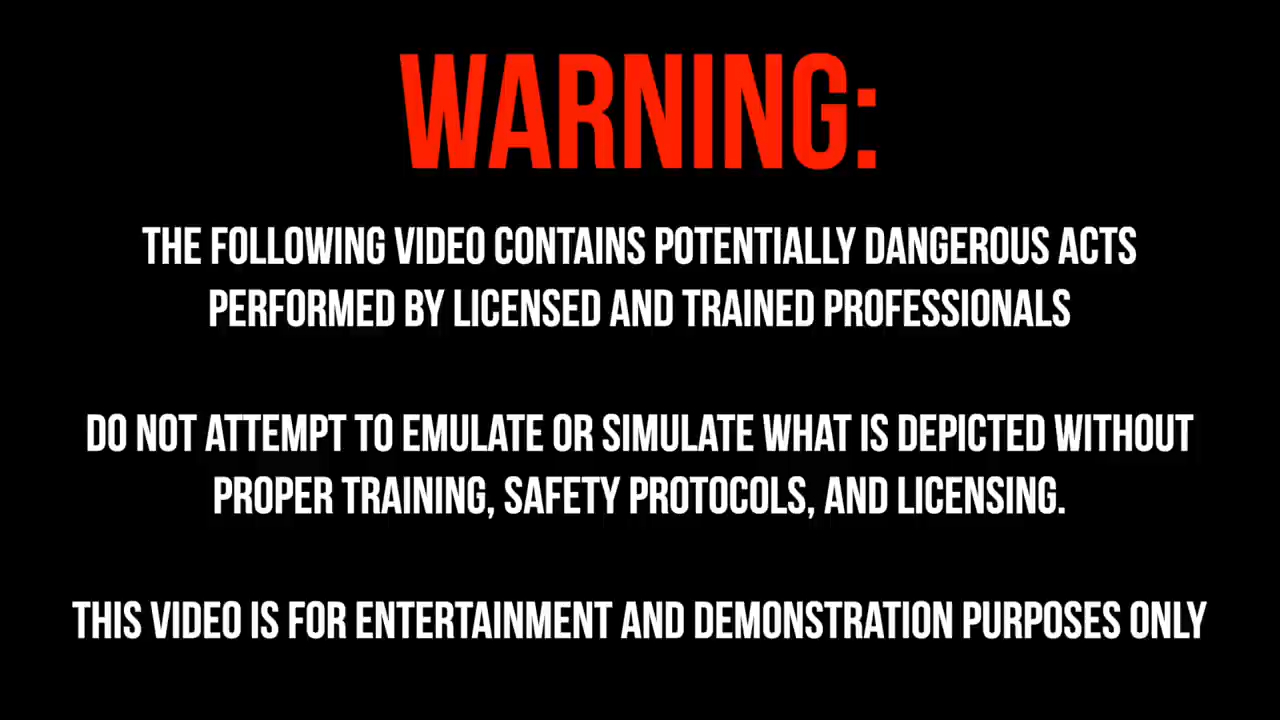 WARNING:
THE FOLLOWING VIDEO CONTAINS POTENTIALLY DANGEROUS ACTS
PERFORMED BY LICENSED AND TRAINED PROFESSIONALS
DO NOT ATTEMPT TO EMULATE OR SIMULATE WHAT IS DEPICTED WITHOUT
PROPER TRAINING, SAFETY PROTOCOLS, AND LICENSING.
THIS VIDEO IS FOR ENTERTAINMENT AND DEMONSTRATION PURPOSES ONLY